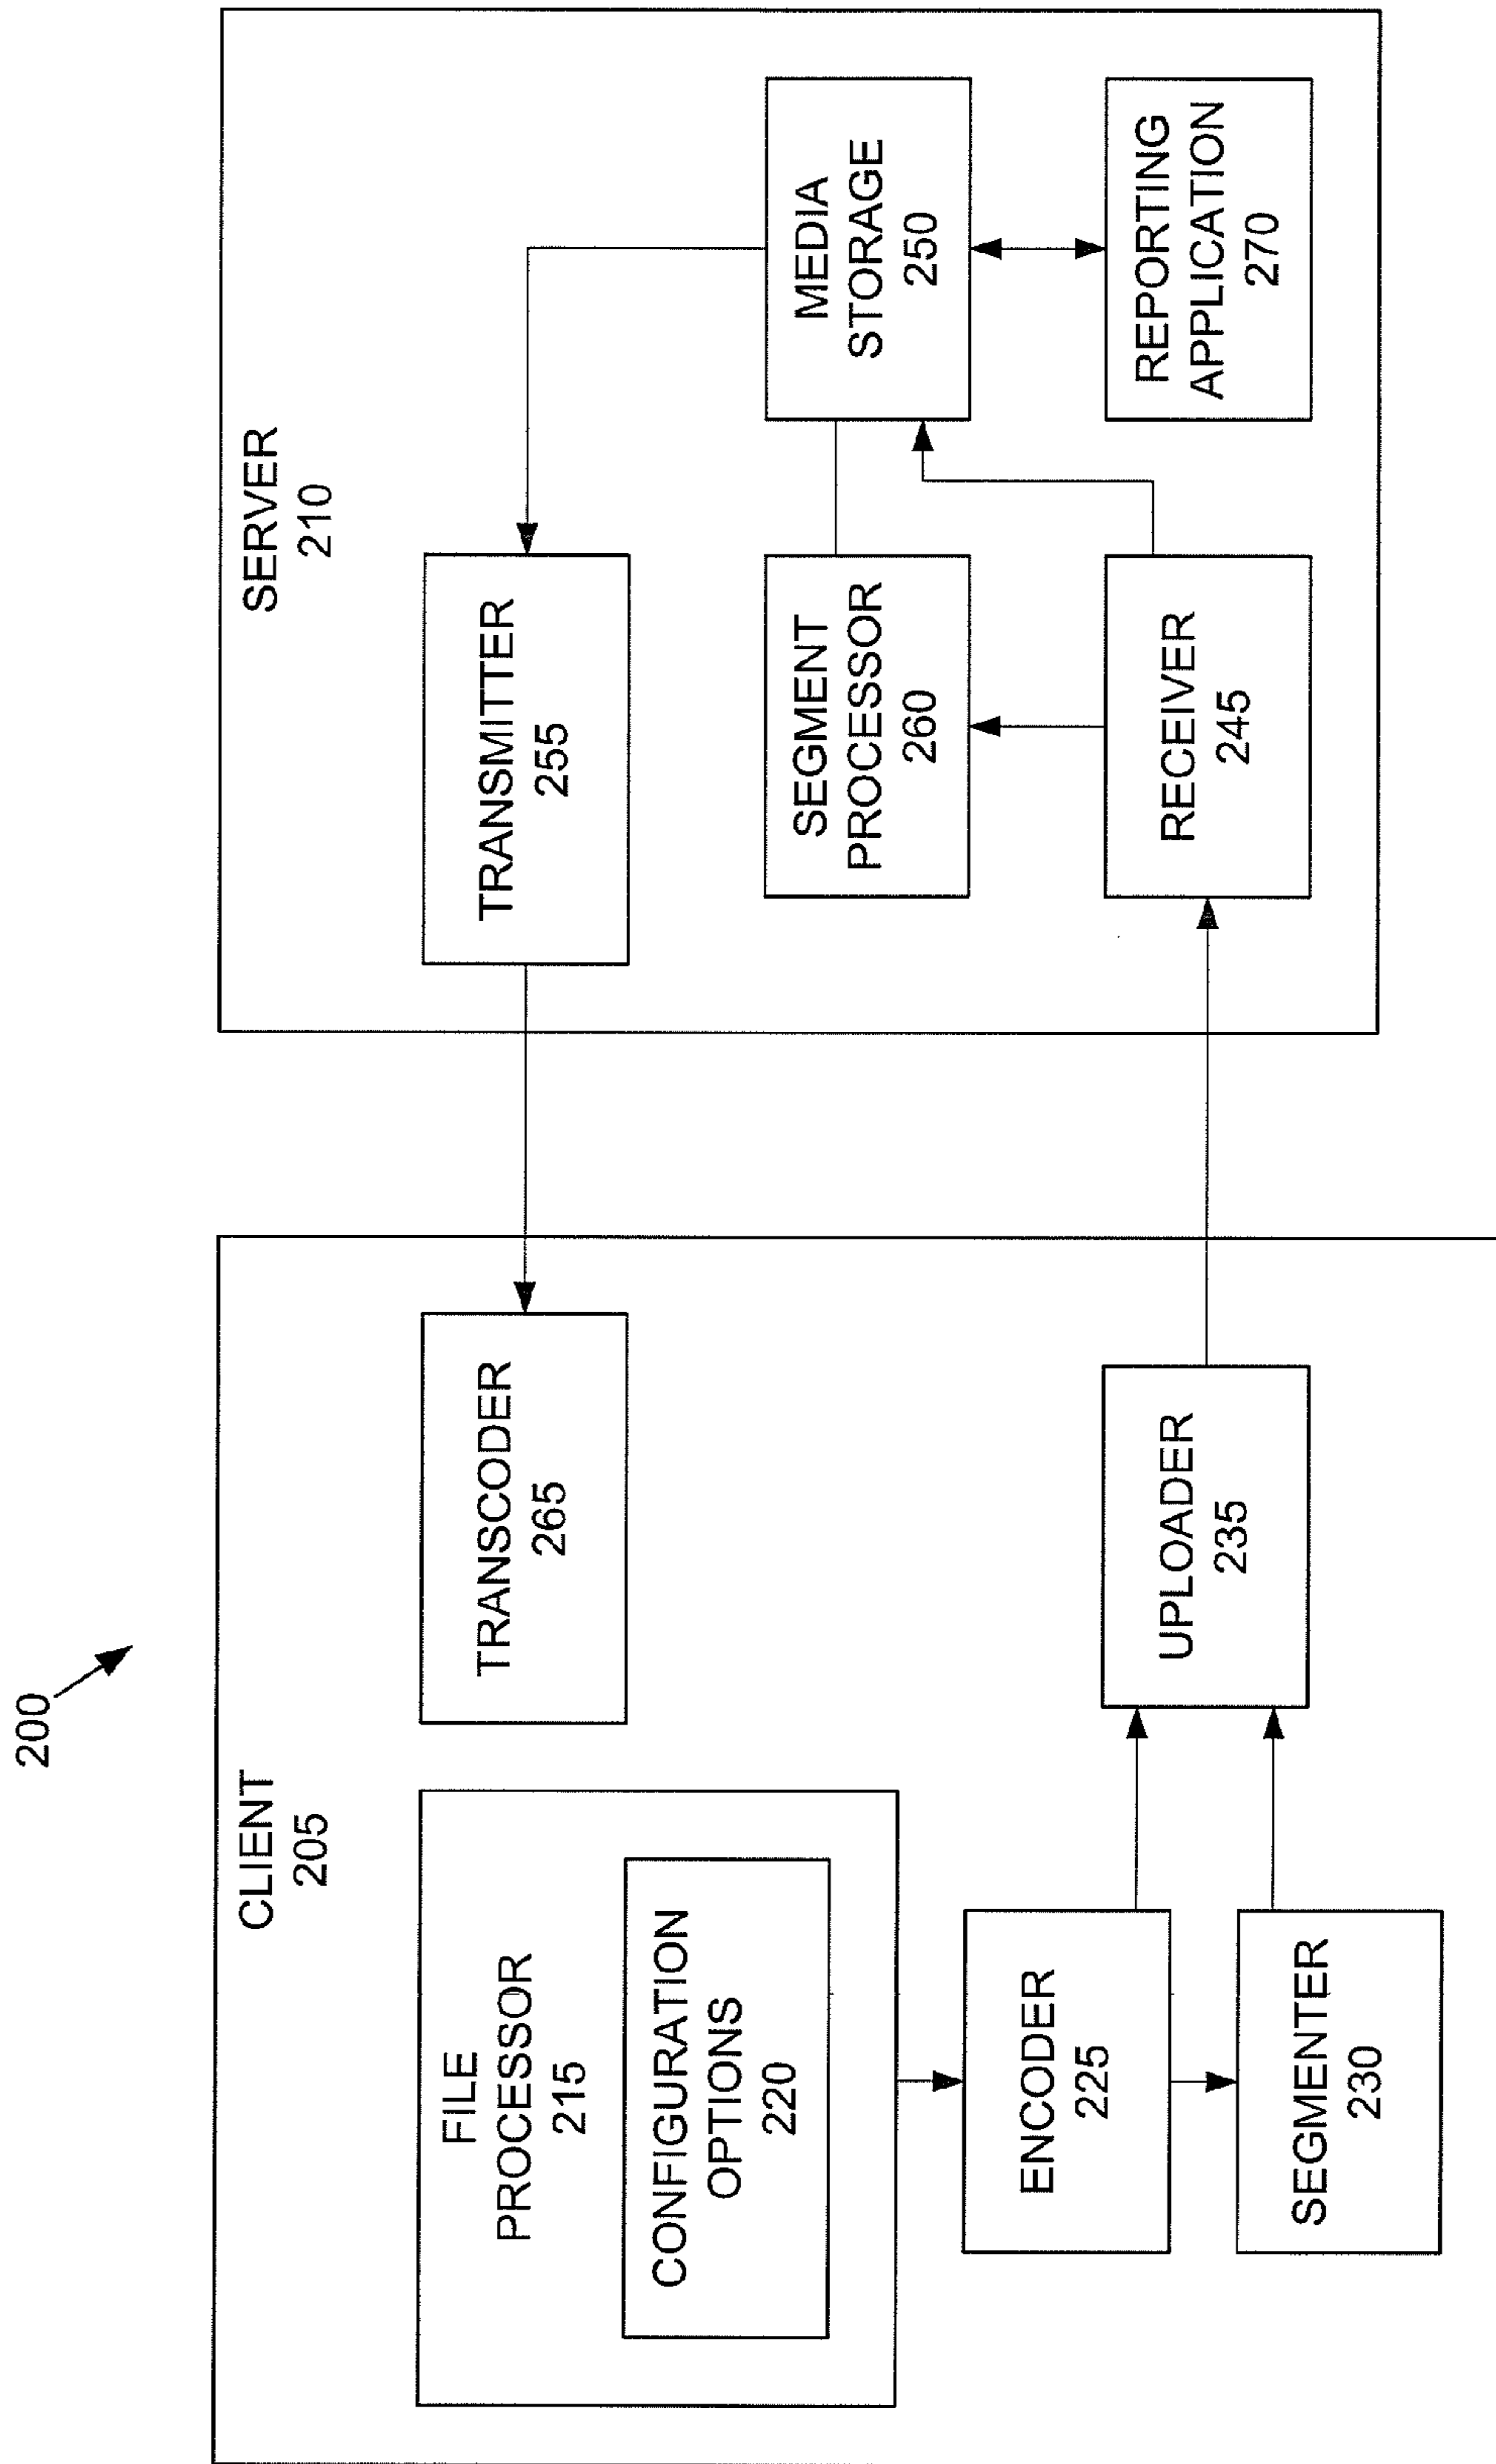 200
CLIENT
205
FILE
PROCESSOR
215
CONFIGURATION
OPTIONS
220
TRANSCODER
265
ENCODER
225
SEGMENTER
230
UPLOADER
235
SERVER
210
TRANSMITTER
255
SEGMENT
PROCESSOR
260
MEDIA
STORAGE
250
RECEIVER
245
REPORTING
APPLICATION
270